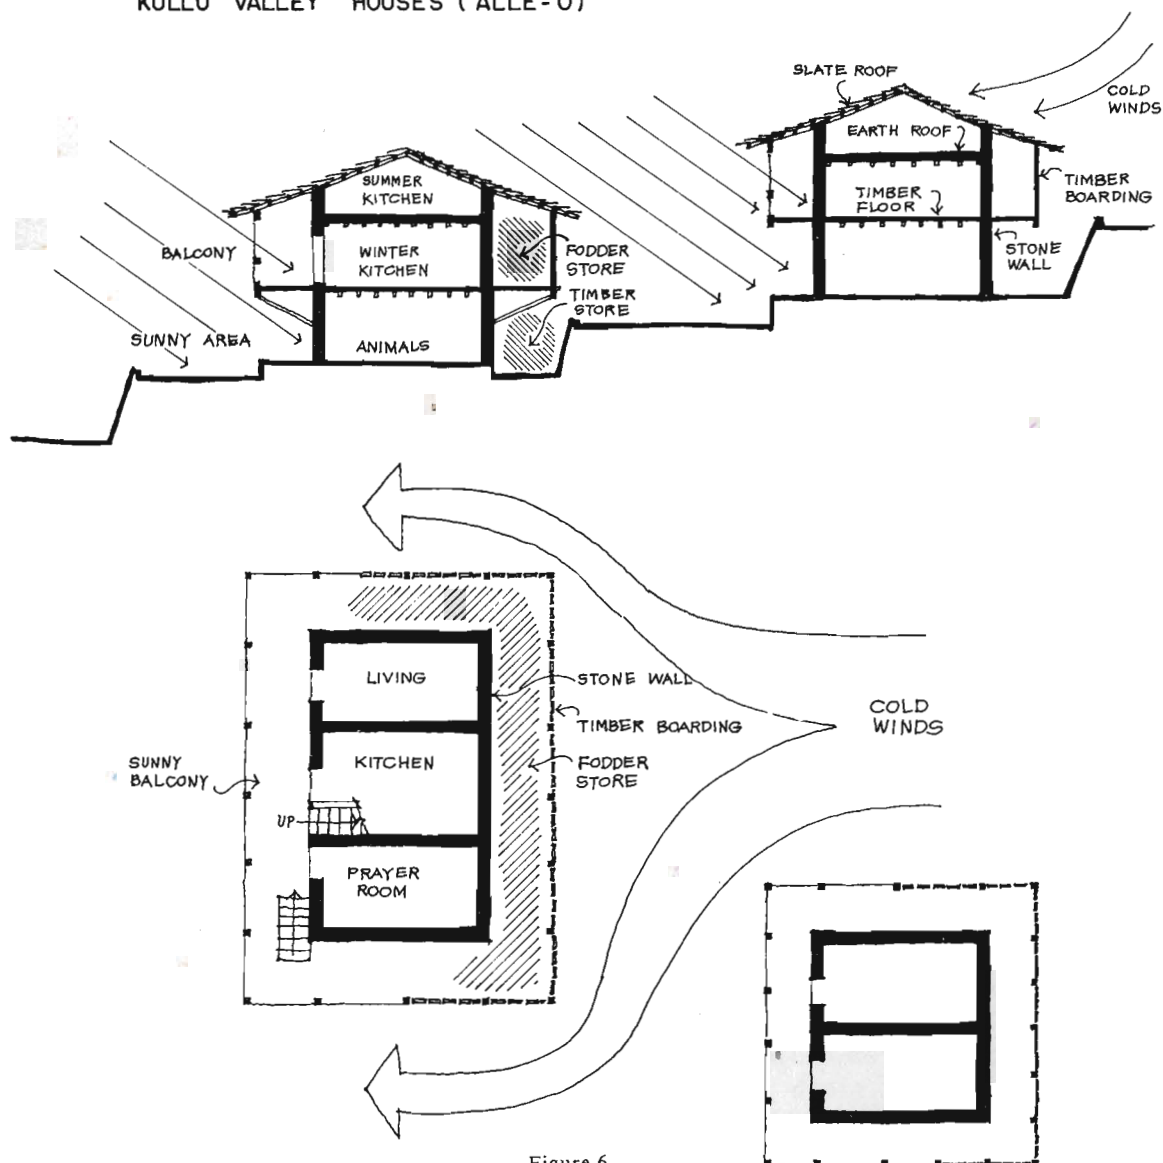 KULLU VALLEY HOUSES (ALLE-O)
SLATE ROOF
COLD
WINDS
EARTH ROOF
TIMBER
FLOOR
TIMBER
BOARDING
STONE
WALL
SUMMER
KITCHEN
BALCONY
WINTER
KITCHEN
FODDER
STORE
TIMBER
STORE
SUNNY AREA
ANIMALS
LIVING
STONE WALL
TIMBER BOARDING
COLD
WINDS
SUNNY
BALCONY
KITCHEN
FODDER
STORE
UP
PRAYER
ROOM
Figure 6